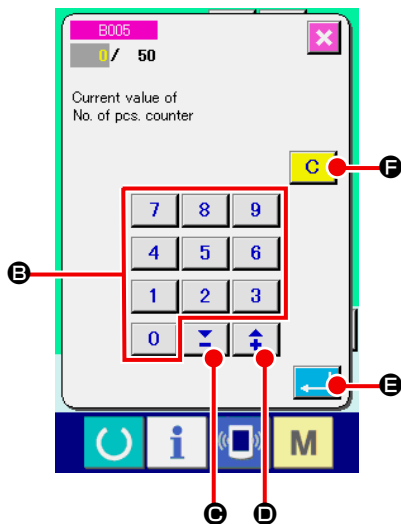 B005
0/ 50
Current value of
No. of pcs. counter
C F
7 8 9
4 5 6
B
1 2 3
0 − +
E
i M
C D